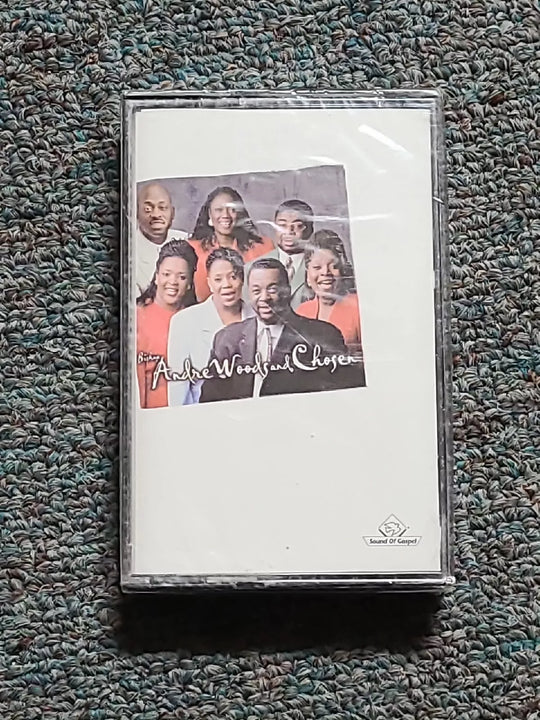 Bishop
Andre Woods and Chosen
Sound Of Gospel